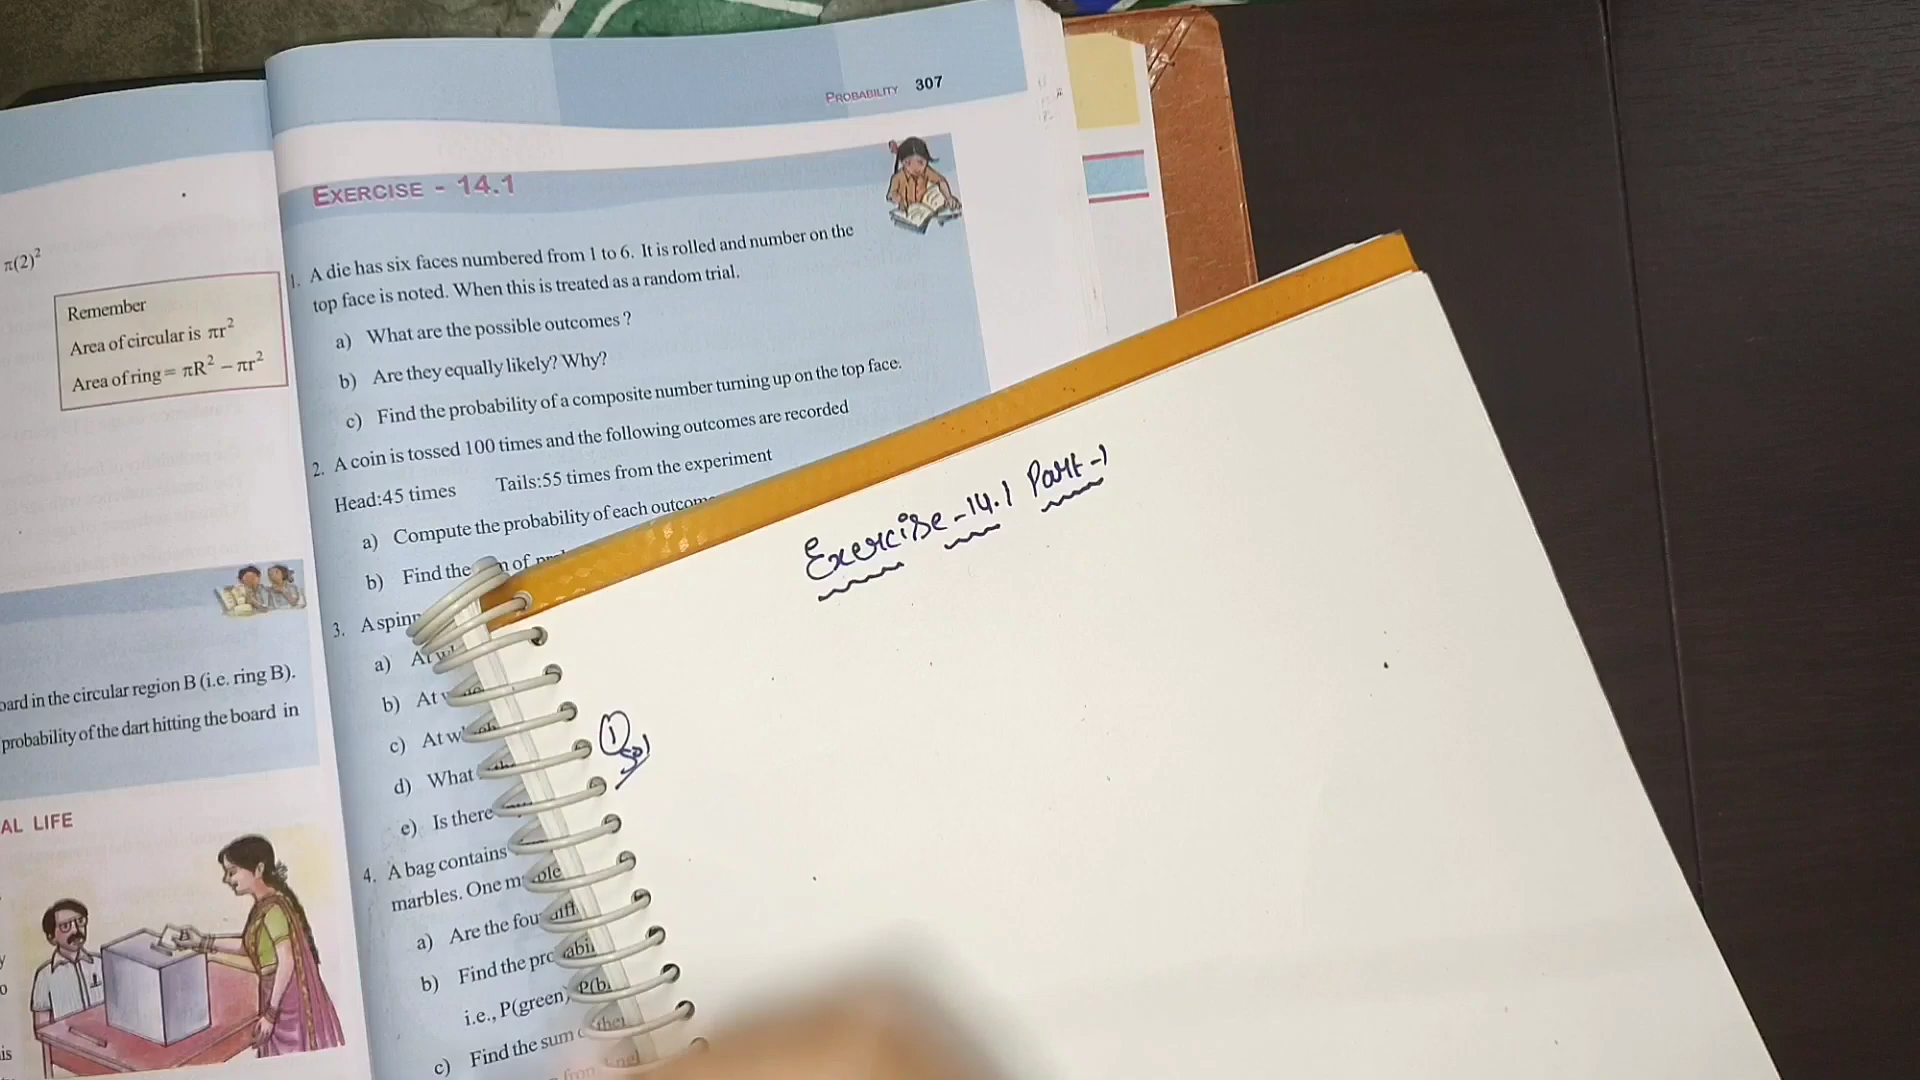 PROBABILITY 307
EXERCISE - 14.1
π(2)²
Remember
Area of circular is πr²
Area of ring = πR² – πr²
1. A die has six faces numbered from 1 to 6. It is rolled and number on the
top face is noted. When this is treated as a random trial.
a) What are the possible outcomes ?
b) Are they equally likely? Why?
c) Find the probability of a composite number turning up on the top face.
2. A coin is tossed 100 times and the following outcomes are recorded
Head:45 times Tails:55 times from the experiment
a) Compute the probability of each
b) Find the of
3. A
a)
b) At
c) At
d) What
e) Is there
4. A bag contains
marbles. One
a) Are the
b) Find the
i.e., P(green)
c) Find the sum
in the circular region B (i.e. ring B).
probability of the dart hitting the board in
AL LIFE
is
Exercise-14.1 Part-1
1
Sol